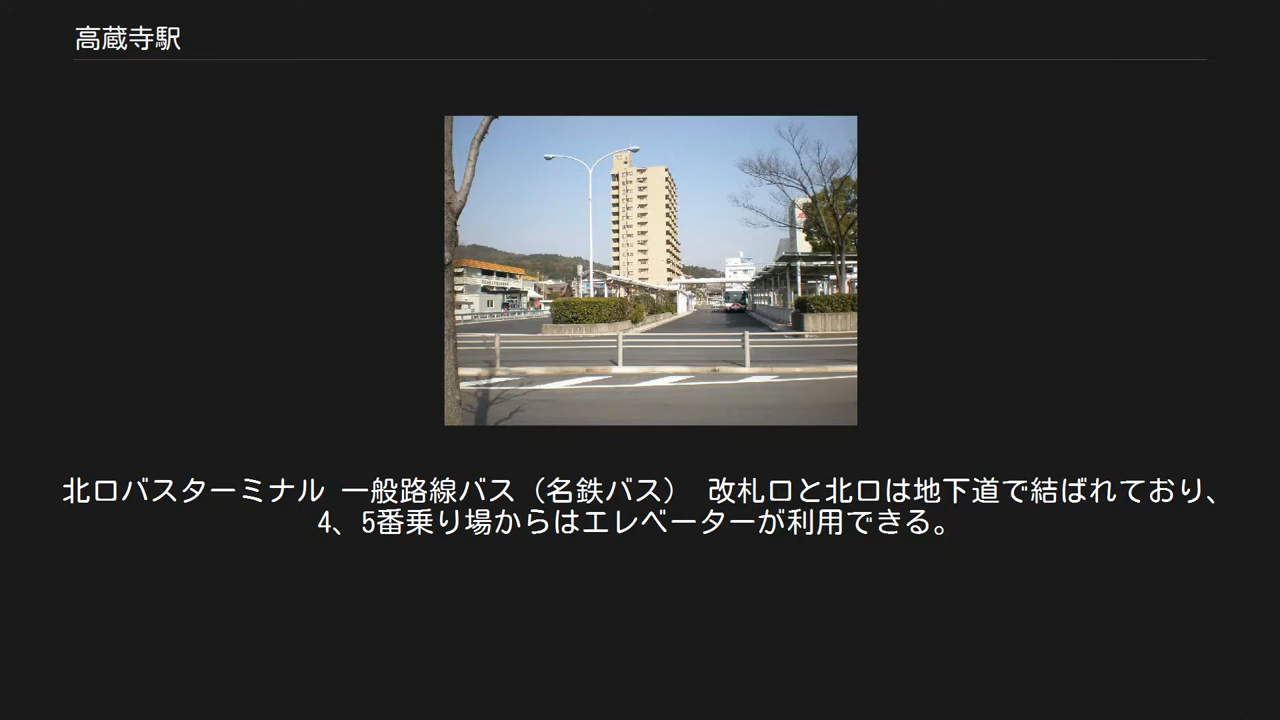 高蔵寺駅
北口バスターミナル 一般路線バス（名鉄バス） 改札口と北口は地下道で結ばれており、
4、5番乗り場からはエレベーターが利用できる。